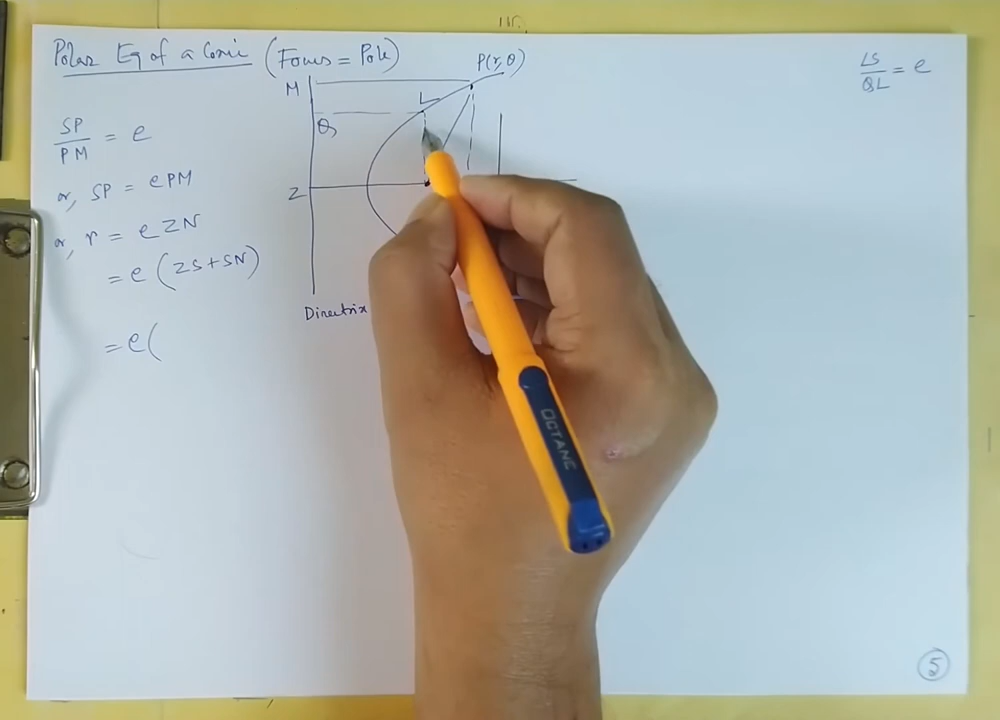 Polar Eq of a Conic (Focus = Pole)
SP/PM = e
or, SP = ePM
or, r = e ZN
= e (ZS+SN)
= e(
M
Q
Z
L
P(r,θ)
Directrix
LS/QL = e
OCTANE
5